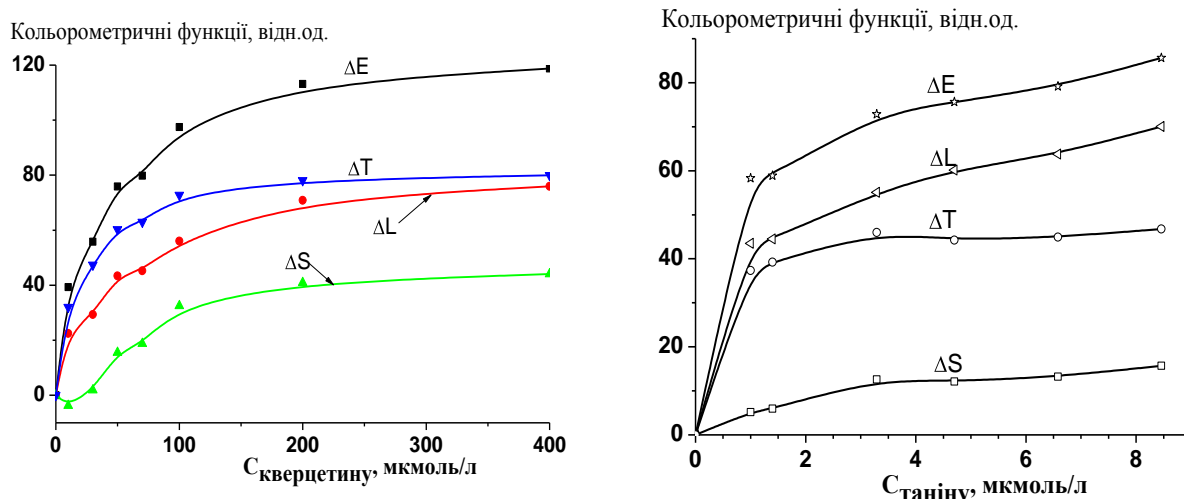 Кольорометричні функції, відн.од.
120
80
40
0
0
100
200
300
400
ΔE
ΔT
ΔL
ΔS
Скверцетину, мкмоль/л
Кольорометричні функції, відн.од.
80
60
40
20
0
0
2
4
6
8
ΔE
ΔL
ΔT
ΔS
Станіну, мкмоль/л